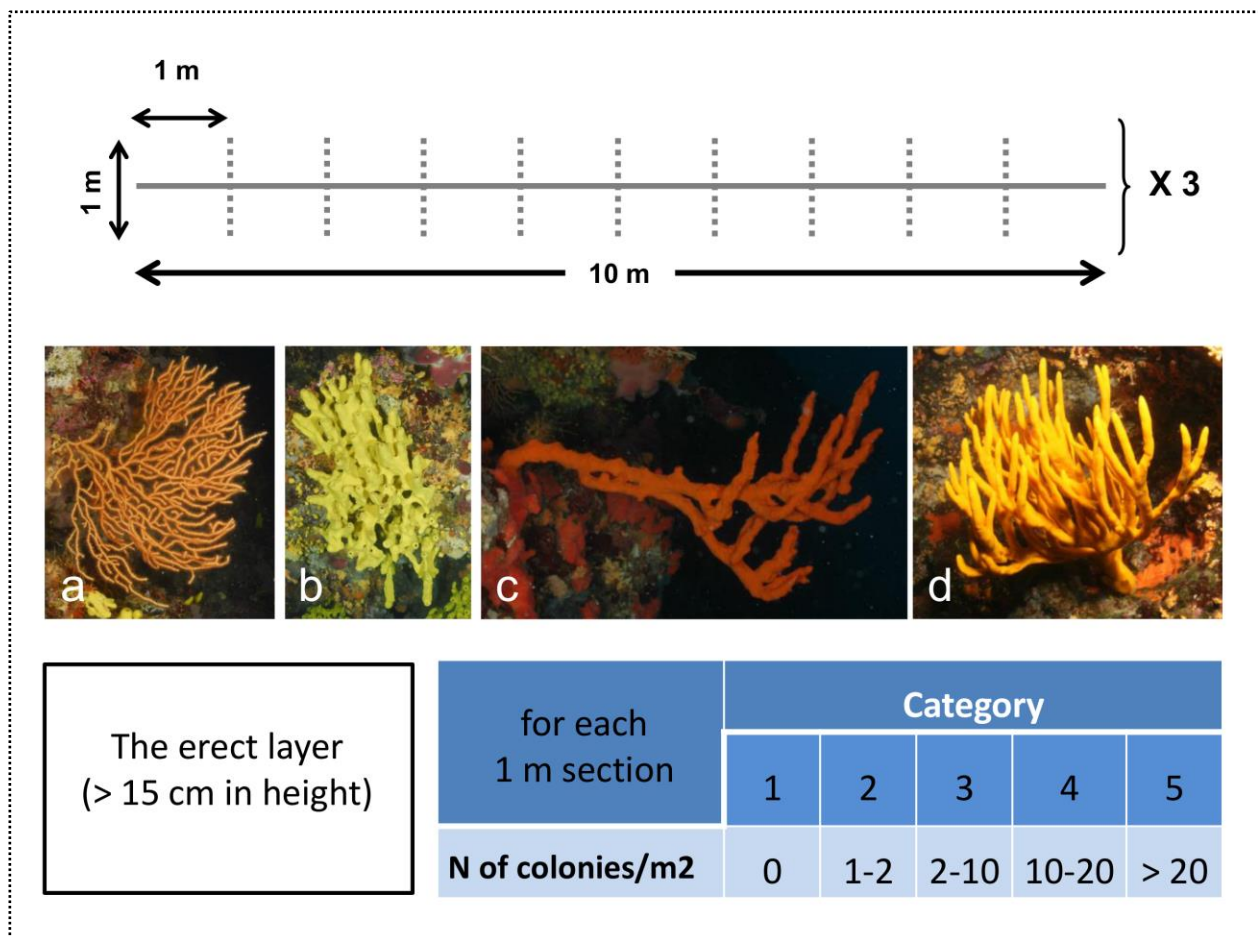 1 m
1 m
X 3
10 m
a
b
c
d
The erect layer
(> 15 cm in height)
for each
1 m section
Category
1 2 3 4 5
N of colonies/m2 0 1-2 2-10 10-20 > 20